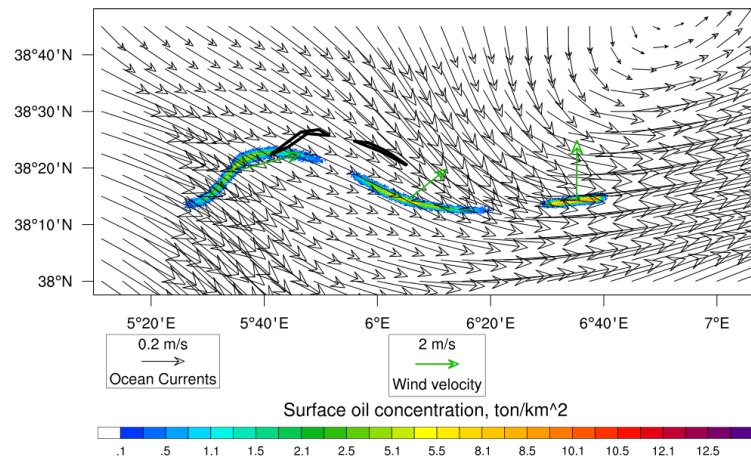 38°40'N
38°30'N
38°20'N
38°10'N
38°N
5°20'E 5°40'E 6°E 6°20'E 6°40'E 7°E
0.2 m/s 2 m/s
Ocean Currents Wind velocity
Surface oil concentration, ton/km^2
.1 .5 1.1 1.5 2.1 2.5 5.1 5.5 8.1 8.5 10.1 10.5 12.1 12.5